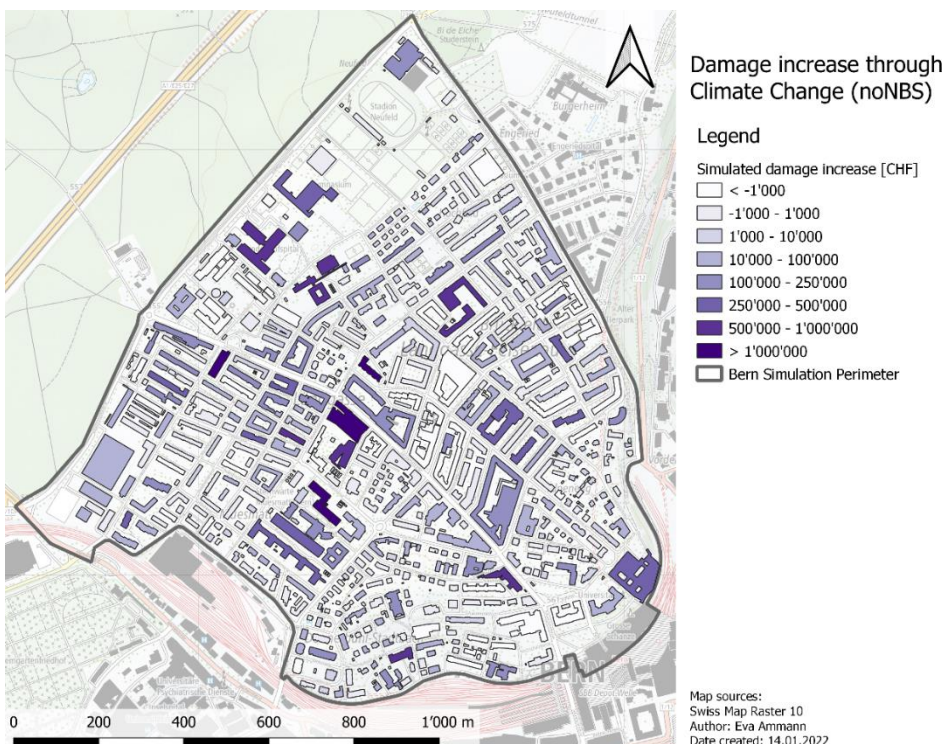 Damage increase through
Climate Change (noNBS)
Legend
Simulated damage increase [CHF]
< -1'000
-1'000 - 1'000
1'000 - 10'000
10'000 - 100'000
100'000 - 250'000
250'000 - 500'000
500'000 - 1'000'000
> 1'000'000
Bern Simulation Perimeter
Neufeldtunnel
Stadion
Neufeld
Engeried
Burgerheim
BERN
0 200 400 600 800 1'000 m
Map sources:
Swiss Map Raster 10
Author: Eva Ammann
Date created: 14.01.2022